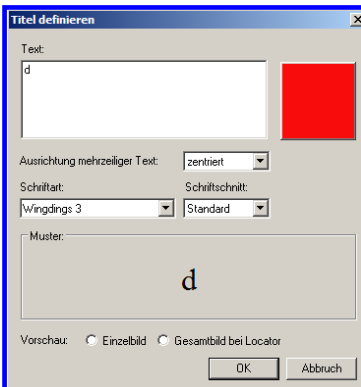 Titel definieren
Text:
d
Ausrichtung mehrzeiliger Text: zentriert
Schriftart: Schriftschnitt:
Wingdings 3 Standard
Muster:
d
Vorschau: Einzelbild Gesamtbild bei Locator
OK Abbruch